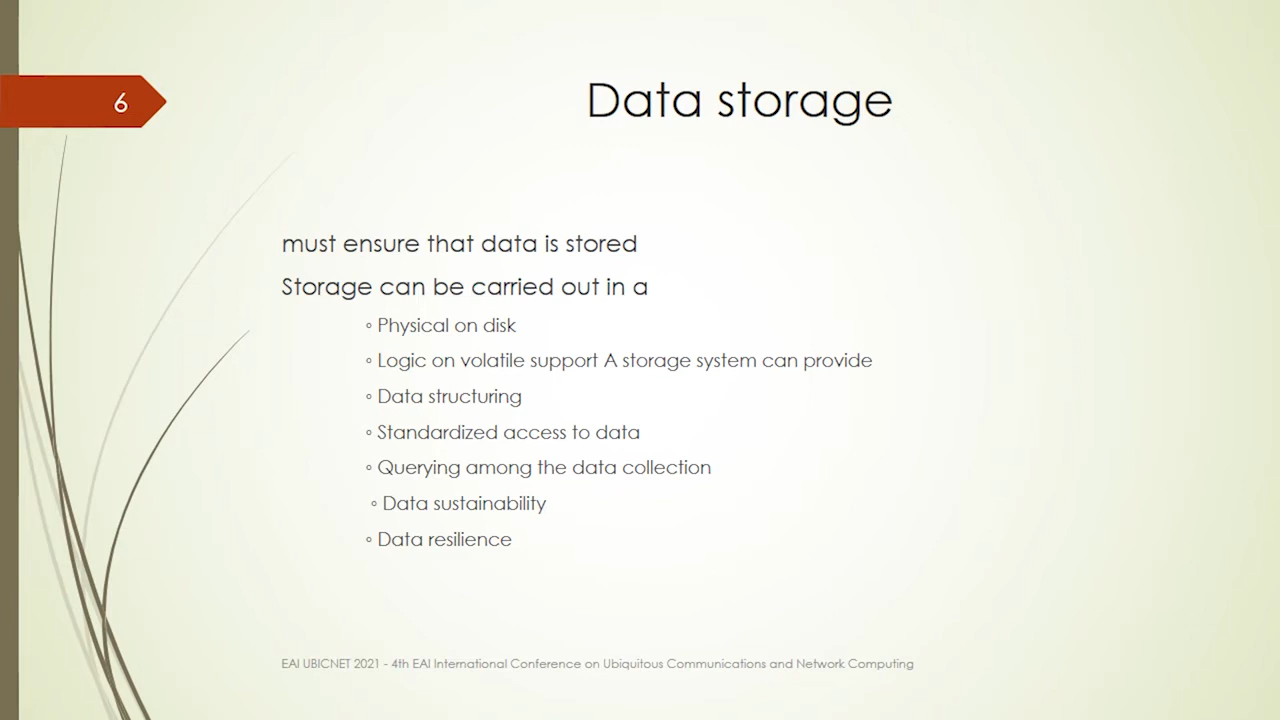 6
Data storage
must ensure that data is stored
Storage can be carried out in a
◦ Physical on disk
◦ Logic on volatile support A storage system can provide
◦ Data structuring
◦ Standardized access to data
◦ Querying among the data collection
◦ Data sustainability
◦ Data resilience
EAI UBICNET 2021 - 4th EAI International Conference on Ubiquitous Communications and Network Computing